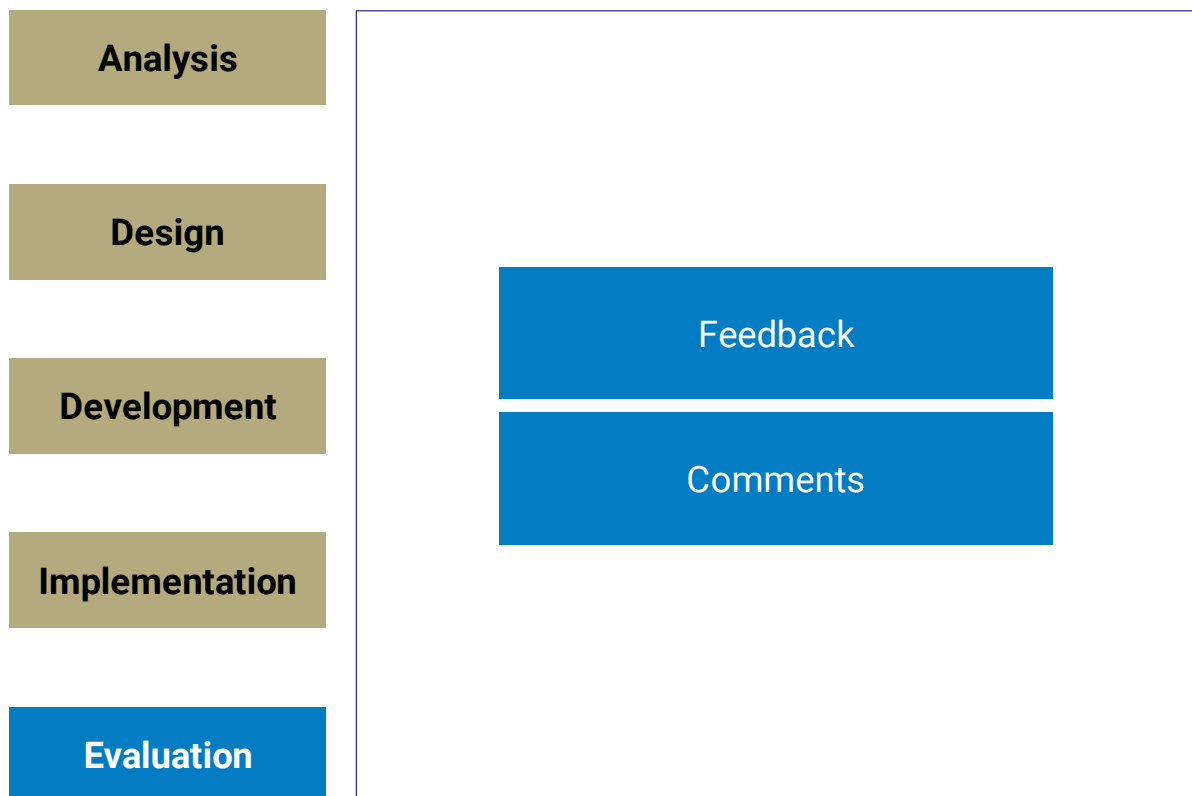 Analysis
Design
Development
Implementation
Evaluation
Feedback
Comments